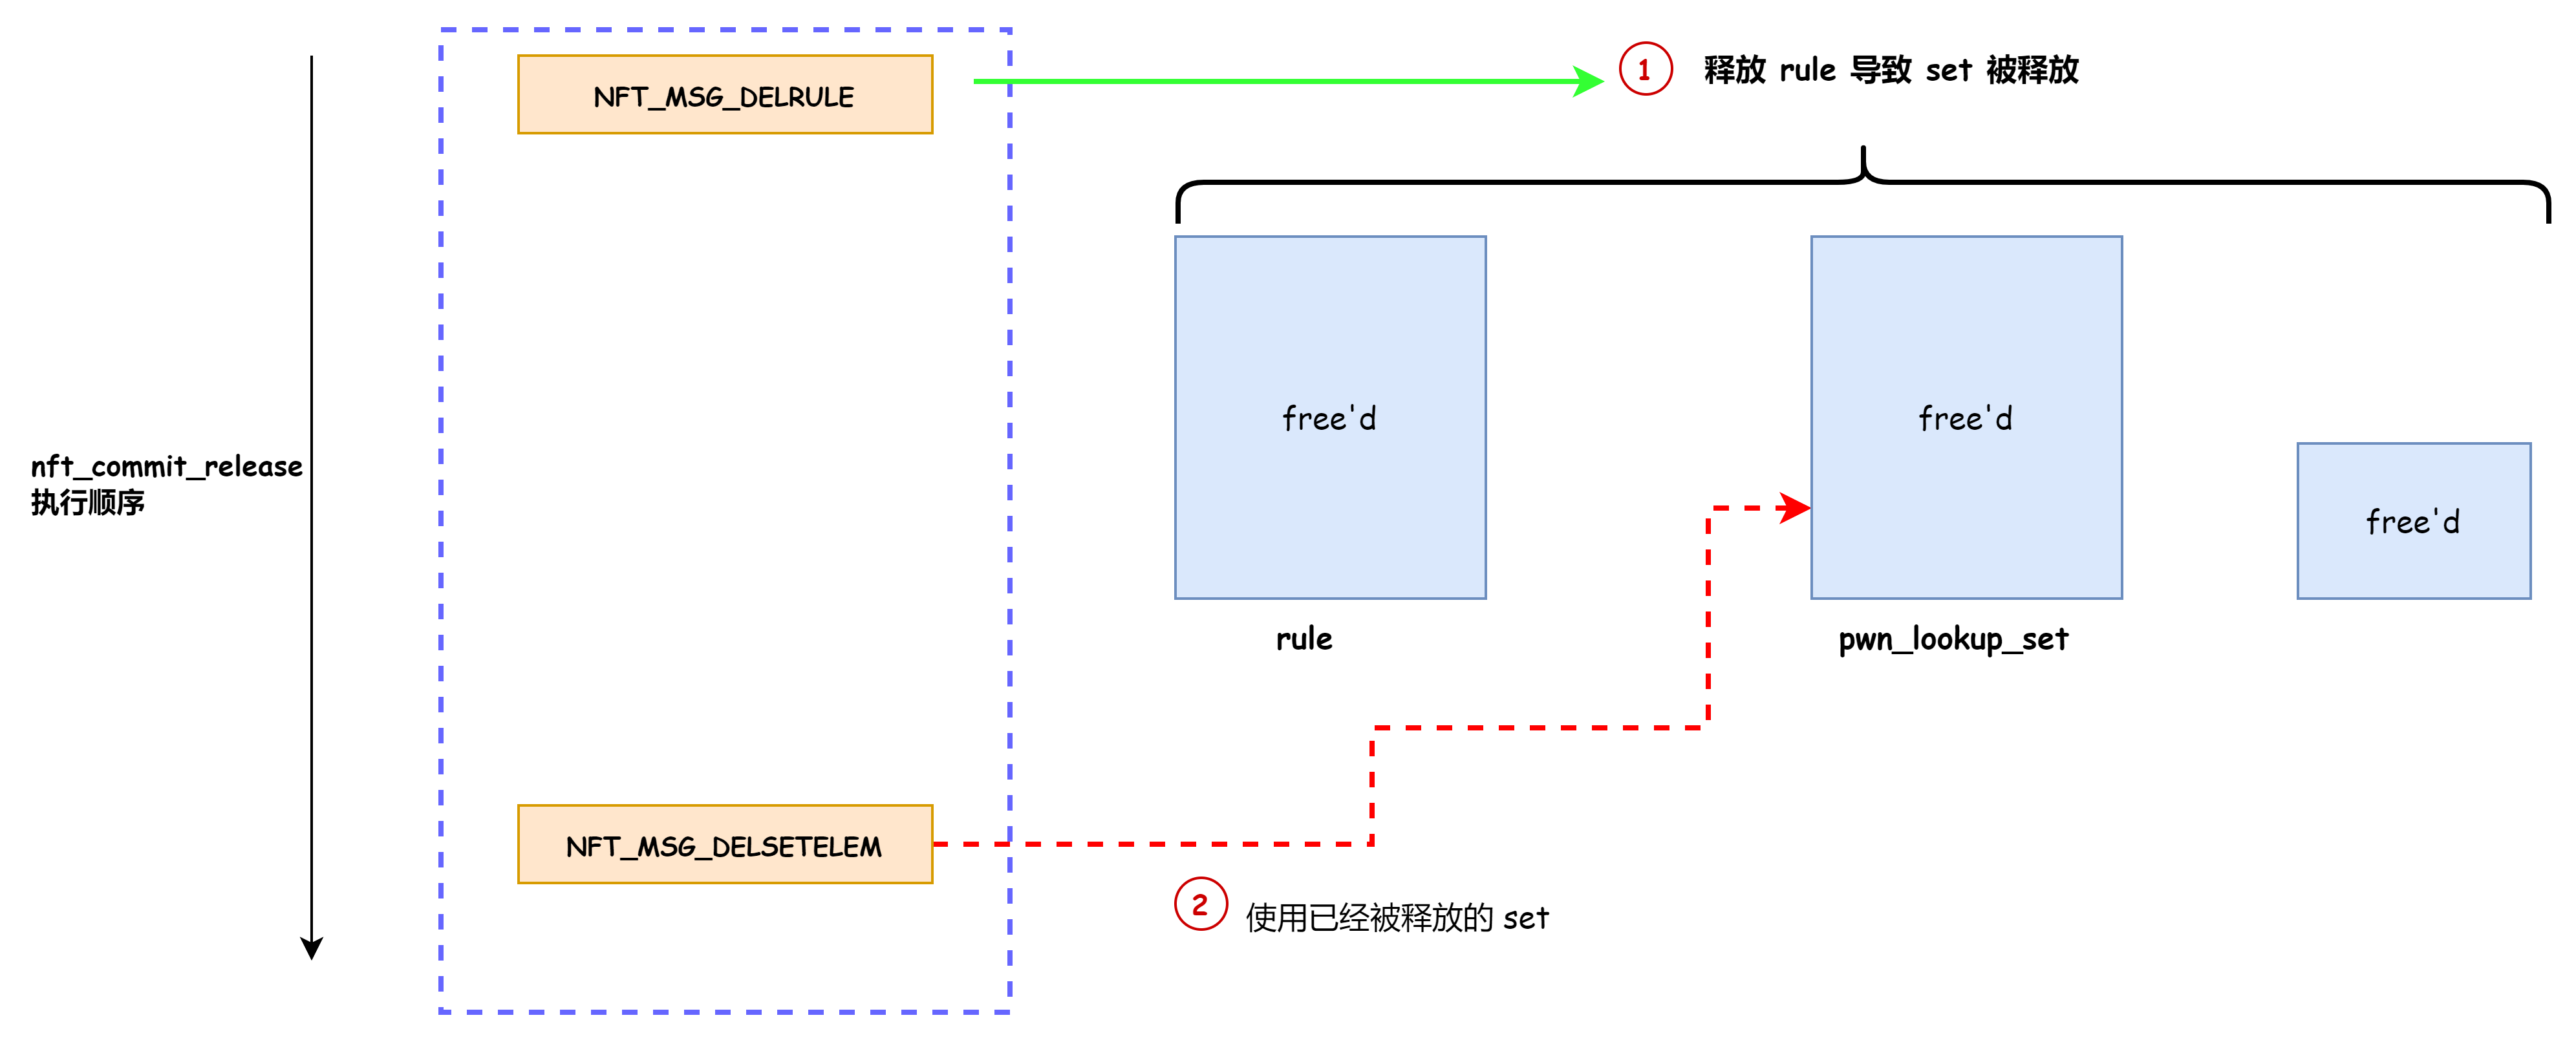 NFT_MSG_DELRULE
1 释放 rule 导致 set 被释放
free'd
free'd
free'd
nft_commit_release
执行顺序
rule
pwn_lookup_set
NFT_MSG_DELSETELEM
2 使用已经被释放的 set